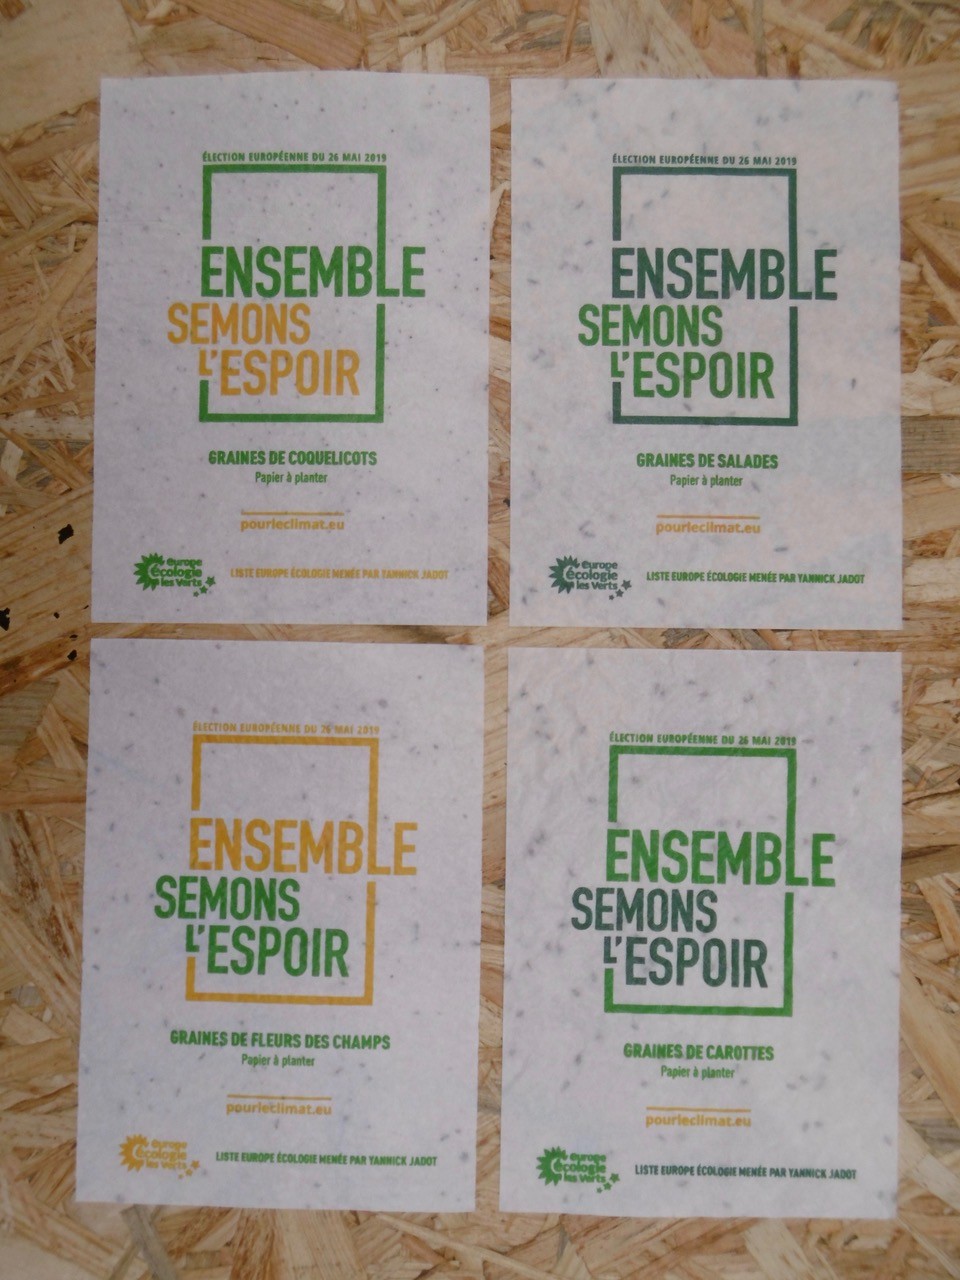 ÉLECTION EUROPÉENNE DU 26 MAI 2019
ENSEMBLE
SEMONS
L'ESPOIR
GRAINES DE COQUELICOTS
Papier à planter
pourleclimat.eu
europe
écologie
les verts
LISTE EUROPE ÉCOLOGIE MENÉE PAR YANNICK JADOT
ÉLECTION EUROPÉENNE DU 26 MAI 2019
ENSEMBLE
SEMONS
L'ESPOIR
GRAINES DE SALADES
Papier à planter
pourleclimat.eu
europe
écologie
les verts
LISTE EUROPE ÉCOLOGIE MENÉE PAR YANNICK JADOT
ÉLECTION EUROPÉENNE DU 26 MAI 2019
ENSEMBLE
SEMONS
L'ESPOIR
GRAINES DE FLEURS DES CHAMPS
Papier à planter
pourleclimat.eu
europe
écologie
les verts
LISTE EUROPE ÉCOLOGIE MENÉE PAR YANNICK JADOT
ÉLECTION EUROPÉENNE DU 26 MAI 2019
ENSEMBLE
SEMONS
L'ESPOIR
GRAINES DE CAROTTES
Papier à planter
pourleclimat.eu
europe
écologie
les verts
LISTE EUROPE ÉCOLOGIE MENÉE PAR YANNICK JADOT